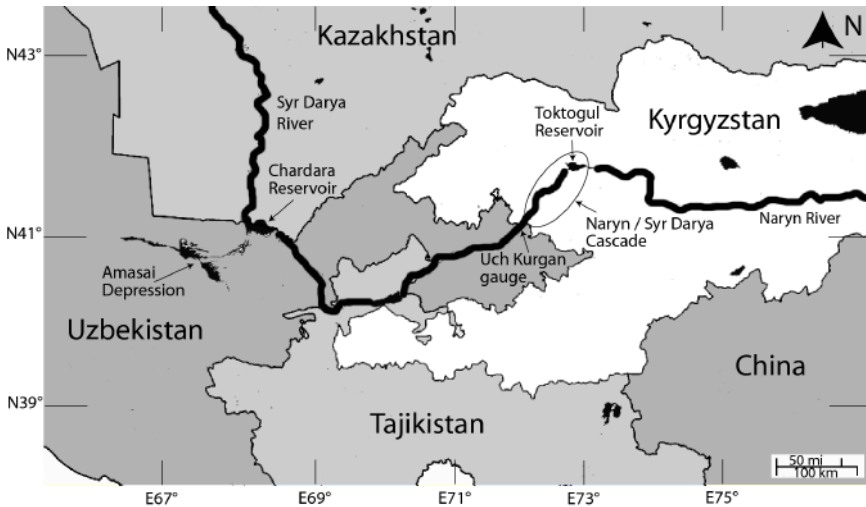 N
N43°
Kazakhstan
Syr Darya
River
Toktogul
Reservoir
Kyrgyzstan
Chardara
Reservoir
N41°
Naryn / Syr Darya
Cascade
Naryn River
Uch Kurgan
gauge
Amasai
Depression
Uzbekistan
China
N39°
Tajikistan
50 mi
100 km
E67°
E69°
E71°
E73°
E75°